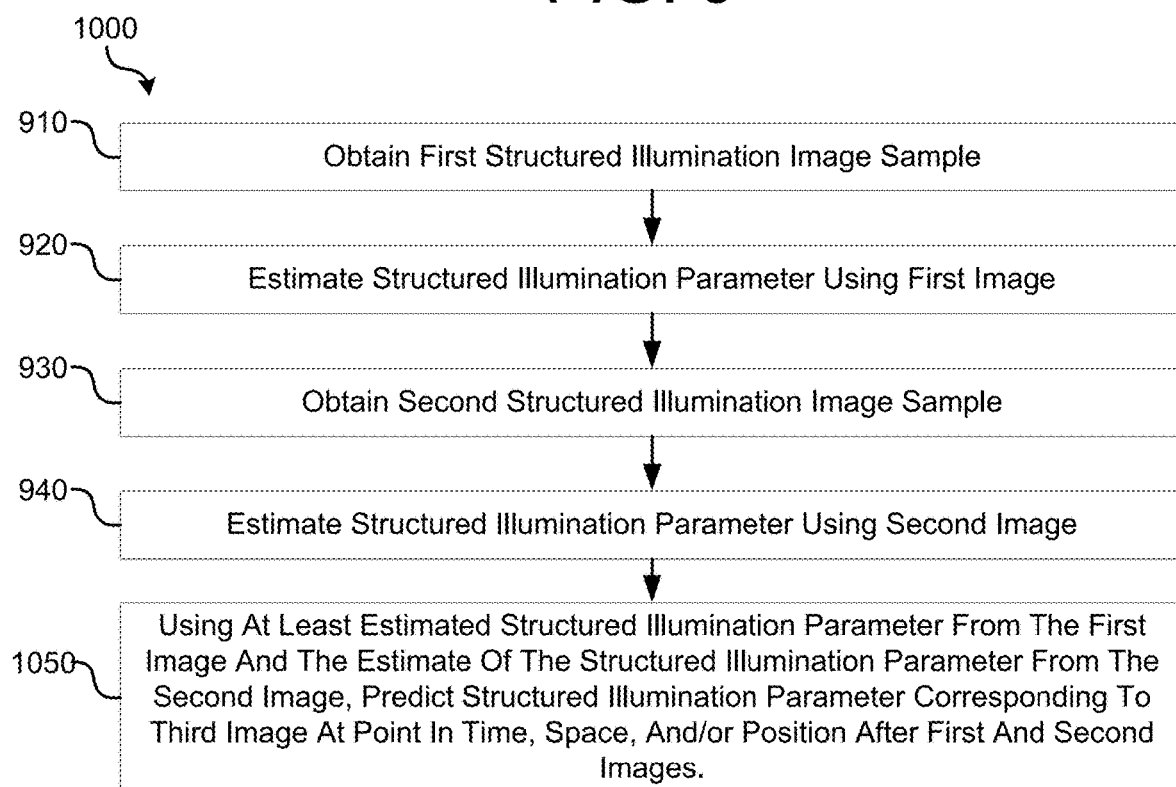 1000
910
Obtain First Structured Illumination Image Sample
920
Estimate Structured Illumination Parameter Using First Image
930
Obtain Second Structured Illumination Image Sample
940
Estimate Structured Illumination Parameter Using Second Image
1050
Using At Least Estimated Structured Illumination Parameter From The First
Image And The Estimate Of The Structured Illumination Parameter From The
Second Image, Predict Structured Illumination Parameter Corresponding To
Third Image At Point In Time, Space, And/or Position After First And Second
Images.